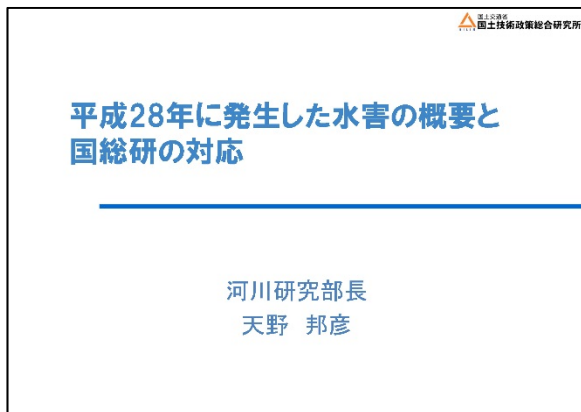 国土交通省
国土技術政策総合研究所
平成28年に発生した水害の概要と
国総研の対応
河川研究部長
天野 邦彦